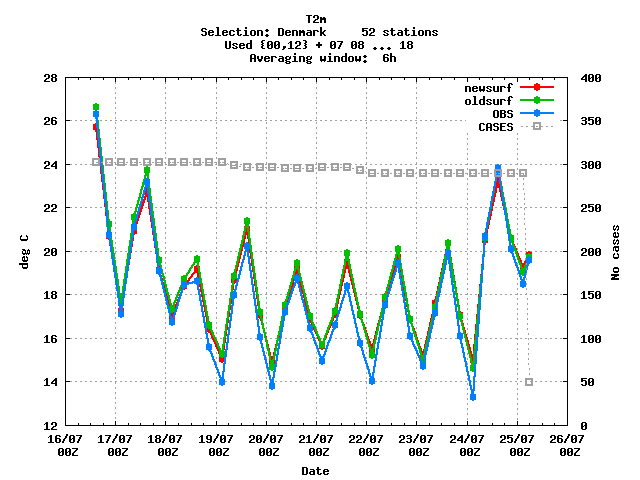 T2m
Selection: Denmark     52 stations
Used {00,12} + 07 08 ... 18
Averaging window:  6h
28
26
24
22
20
18
16
14
12
deg C
newsurf
oldsurf
OBS
CASES
400
350
300
250
200
150
100
50
0
No cases
16/07 17/07 18/07 19/07 20/07 21/07 22/07 23/07 24/07 25/07 26/07
00Z 00Z 00Z 00Z 00Z 00Z 00Z 00Z 00Z 00Z 00Z
Date